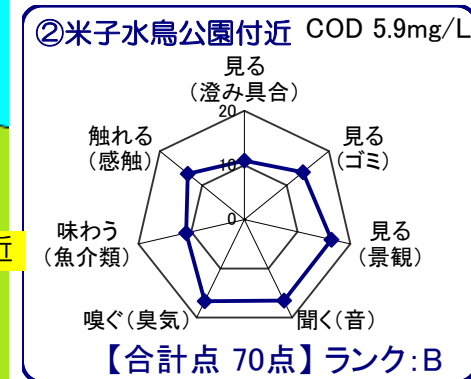 ②米子水鳥公園付近 COD 5.9mg/L
見る
（澄み具合）
20
触れる
（感触）
見る
（ゴミ）
10
味わう
（魚介類）
0
見る
（景観）
近
嗅ぐ（臭気）
聞く（音）
【合計点 70点】ランク：B